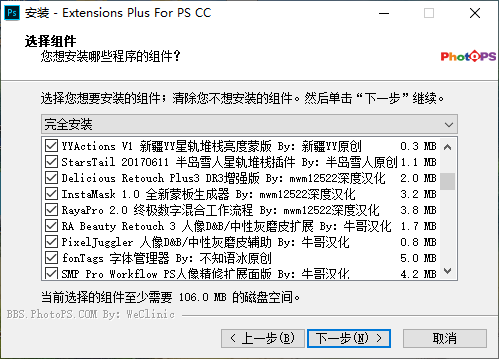 安装 - Extensions Plus For PS CC
选择组件
您想安装哪些程序的组件？
PhotoPS
选择您想要安装的组件；清除您不想安装的组件。然后单击“下一步”继续。
完全安装
YYActions V1 新疆YY星轨堆栈亮度蒙版 By: 新疆YY原创 0.3 MB
StarsTail 20170611 半岛雪人星轨堆栈插件 By: 半岛雪人原创 1.1 MB
Delicious Retouch Plus3 DR3增强版 By: mwm12522深度汉化 2.0 MB
InstaMask 1.0 全新蒙板生成器 By: mwm12522深度汉化 3.2 MB
RayaPro 2.0 终极数字混合工作流程 By: mwm12522深度汉化 3.8 MB
RA Beauty Retouch 3 人像D&B/中性灰磨皮扩展 By: 牛哥汉化 1.7 MB
PixelJuggler 人像D&B/中性灰磨皮辅助 By: 牛哥汉化 0.8 MB
fonTags 字体管理器 By: 不知语冰原创 5.0 MB
SMP Pro Workflow PS人像精修扩展面版 By: 牛哥汉化 4.2 MB
当前选择的组件至少需要 106.0 MB 的磁盘空间。
BBS.PhotoPS.COM By: WeClinic
< 上一步(B) 下一步(N) > 取消